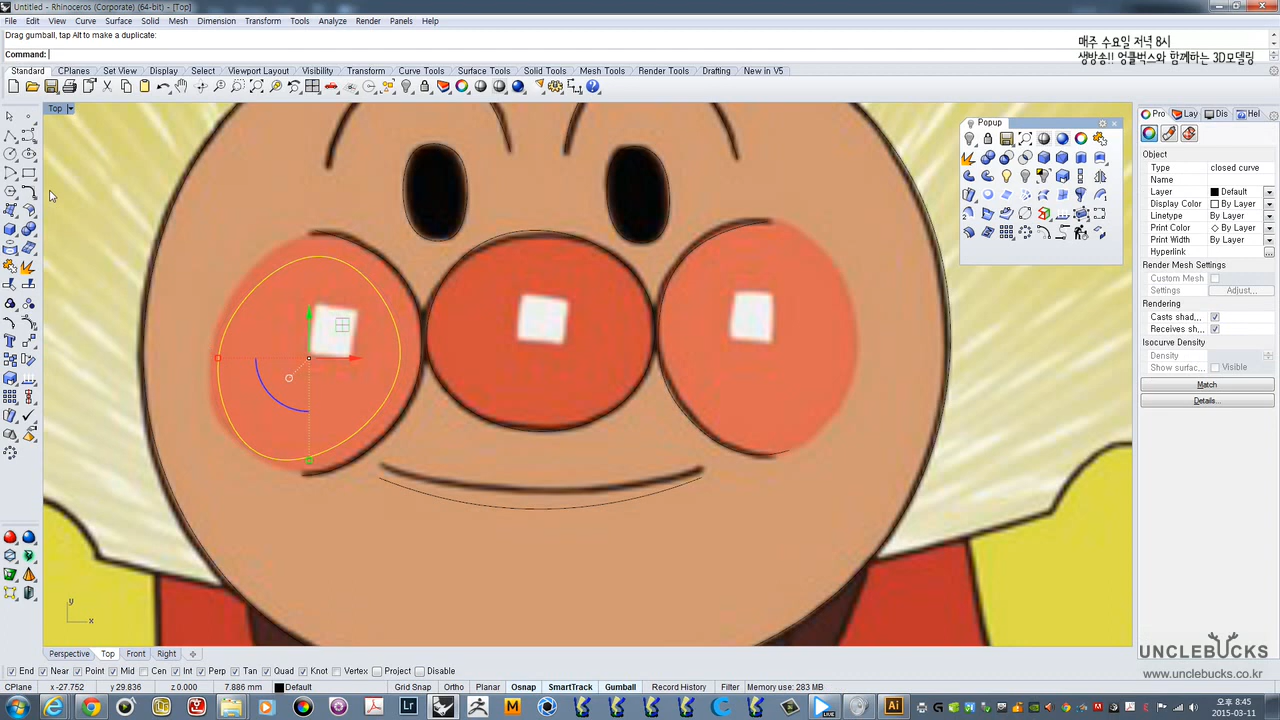 Untitled - Rhinoceros (Corporate) (64-bit) - [Top]
File Edit View Curve Surface Solid Mesh Dimension Transform Tools Analyze Render Panels Help
Drag gumball, tap Alt to make a duplicate:
Command:
매주 수요일 저녁 8시
생방송!! 엉클벅스와 함께하는 3D모델링
Standard CPlanes Set View Display Select Viewport Layout Visibility Transform Curve Tools Surface Tools Solid Tools Mesh Tools Render Tools Drafting New in V5
Top
Popup
Pro Lay Dis Hel
Object
Type closed curve
Name
Layer Default
Display Color By Layer
Linetype By Layer
Print Color By Layer
Print Width By Layer
Hyperlink
Render Mesh Settings
Custom Mesh
Settings Adjust...
Rendering
Casts shad...
Receives sh...
Isocurve Density
Density
Show surfac... Visible
Match
Details...
y
x
Perspective Top Front Right
End Near Point Mid Cen Int Perp Tan Quad Knot Vertex Project Disable
CPlane x -27.752 y 29.836 z 0.000 7.886 mm Default Grid Snap Ortho Planar Osnap SmartTrack Gumball Record History Filter Memory use: 283 MB
UNCLEBUCKS
www.unclebucks.co.kr
Lr
M
Live
Ai
오후 8:45
2015-03-11